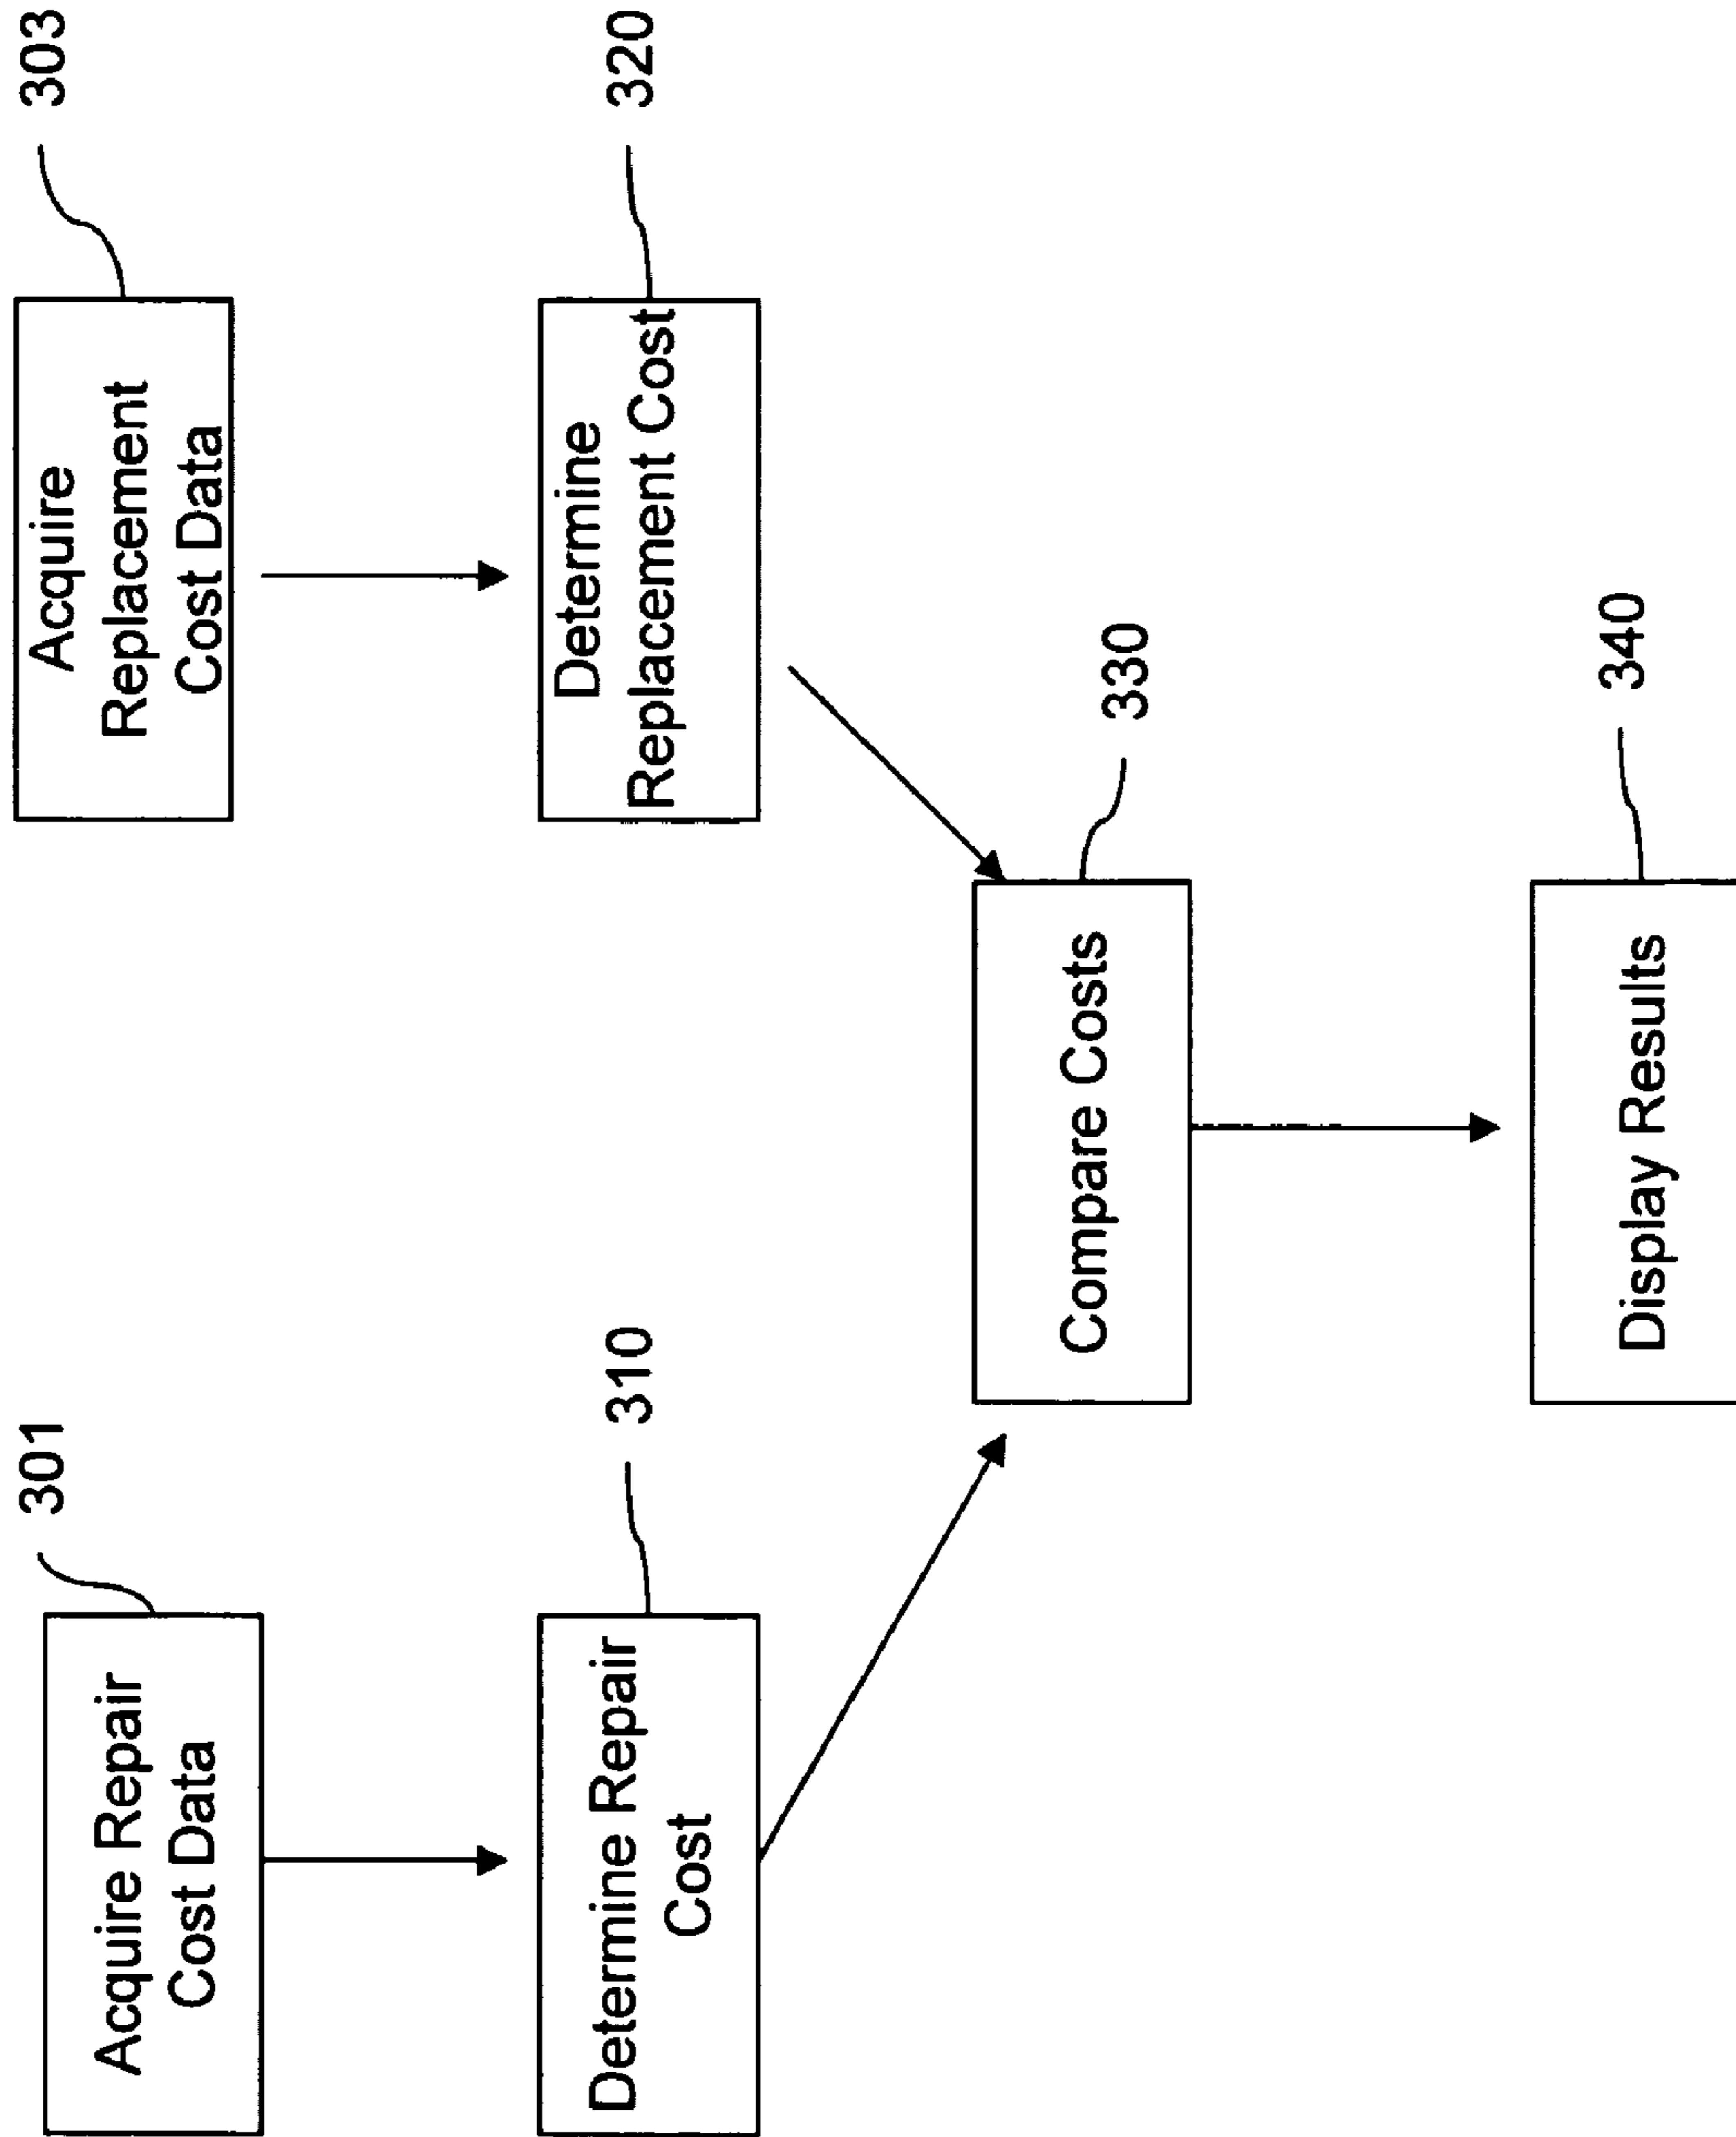 Acquire Repair
Cost Data
301
Acquire
Replacement
Cost Data
303
Determine Repair
Cost
310
Determine
Replacement Cost
320
Compare Costs
330
Display Results
340